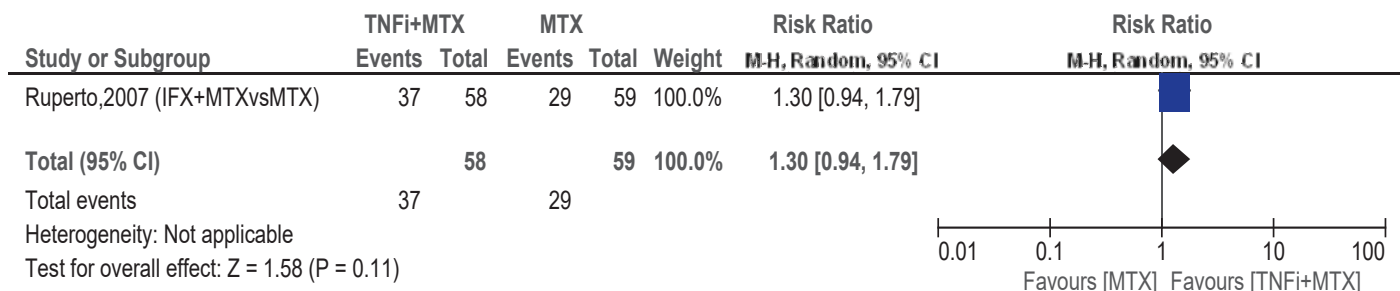 TNFi+MTX MTX Risk Ratio Risk Ratio
Study or Subgroup Events Total Events Total Weight M-H, Random, 95% CI M-H, Random, 95% CI
Ruperto,2007 (IFX+MTXvsMTX) 37 58 29 59 100.0% 1.30 [0.94, 1.79]
Total (95% CI) 58 59 100.0% 1.30 [0.94, 1.79]
Total events 37 29
Heterogeneity: Not applicable
Test for overall effect: Z = 1.58 (P = 0.11)
0.01 0.1 1 10 100
Favours [MTX] Favours [TNFi+MTX]